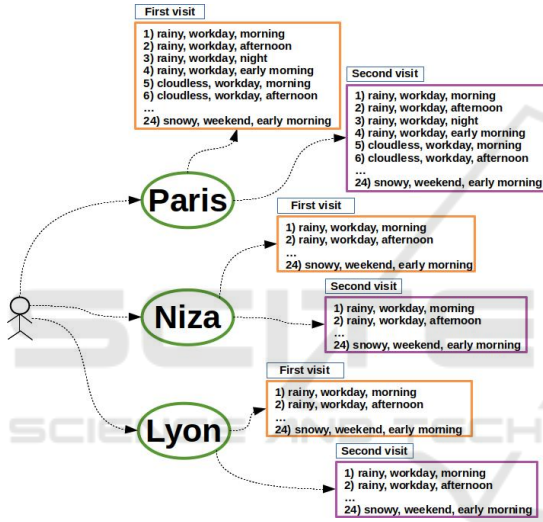 First visit
1) rainy, workday, morning
2) rainy, workday, afternoon
3) rainy, workday, night
4) rainy, workday, early morning
5) cloudless, workday, morning
6) cloudless, workday, afternoon
...
24) snowy, weekend, early morning
Second visit
1) rainy, workday, morning
2) rainy, workday, afternoon
3) rainy, workday, night
4) rainy, workday, early morning
5) cloudless, workday, morning
6) cloudless, workday, afternoon
...
24) snowy, weekend, early morning
Paris
First visit
1) rainy, workday, morning
2) rainy, workday, afternoon
...
24) snowy, weekend, early morning
Second visit
1) rainy, workday, morning
2) rainy, workday, afternoon
...
24) snowy, weekend, early morning
Niza
First visit
1) rainy, workday, morning
2) rainy, workday, afternoon
...
24) snowy, weekend, early morning
Lyon
Second visit
1) rainy, workday, morning
2) rainy, workday, afternoon
...
24) snowy, weekend, early morning
SCITE
SCIENCE AND TECH